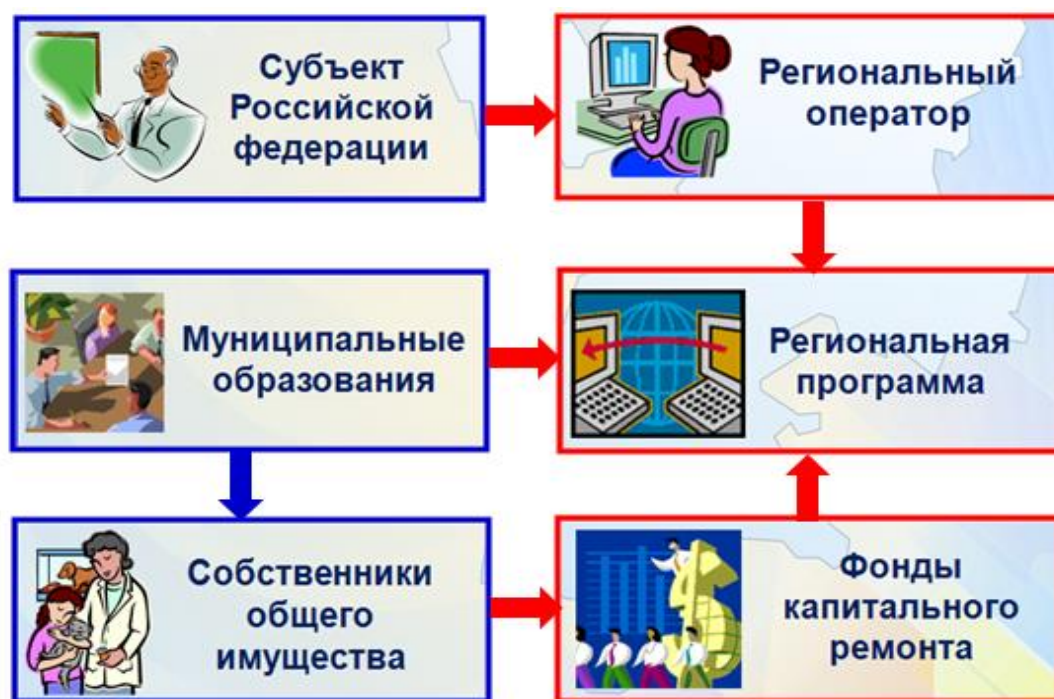 Субъект
Российской
федерации
Региональный
оператор
Муниципальные
образования
Региональная
программа
Собственники
общего
имущества
Фонды
капитального
ремонта